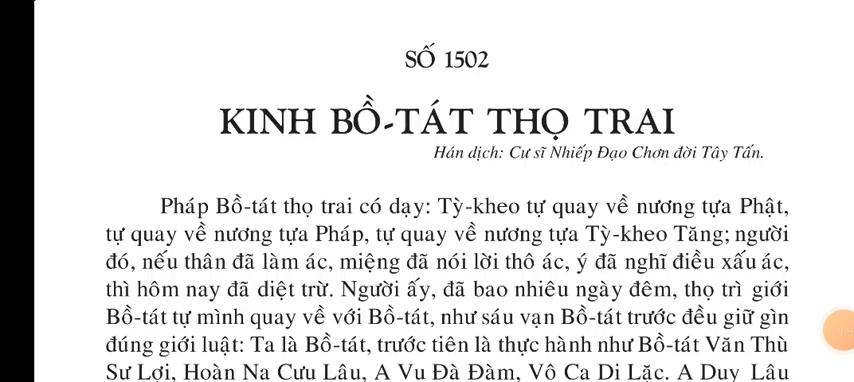 SỐ 1502
KINH BỒ-TÁT THỌ TRAI
Hán dịch: Cư sĩ Nhiếp Đạo Chơn đời Tây Tấn.
Pháp Bồ-tát thọ trai có dạy: Tỳ-kheo tự quay về nương tựa Phật,
tự quay về nương tựa Pháp, tự quay về nương tựa Tỳ-kheo Tăng; người
đó, nếu thân đã làm ác, miệng đã nói lời thô ác, ý đã nghĩ điều xấu ác,
thì hôm nay đã diệt trừ. Người ấy, đã bao nhiêu ngày đêm, thọ trì giới
Bồ-tát tự mình quay về với Bồ-tát, như sáu vạn Bồ-tát trước đều giữ gìn
đúng giới luật: Ta là Bồ-tát, trước tiên là thực hành như Bồ-tát Văn Thù
Sư Lợi, Hoàn Na Cưu Lâu, A Vu Đà Đàm, Vô Ca Di Lặc, A Duy Lâu